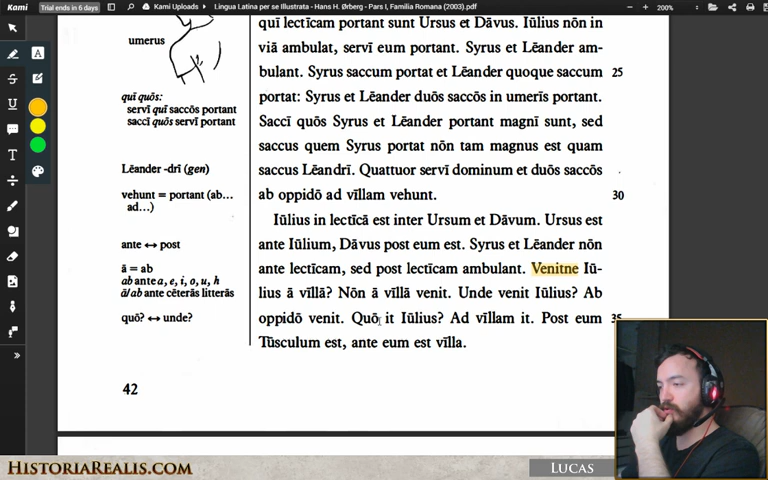 Kami
Trial ends in 6 days
Kami Uploads > Lingua Latina per se Illustrata - Hans H. Ørberg - Pars I, Familia Romana (2003).pdf
200%
umerus
quī quōs:
servī quī saccōs portant
saccī quōs servī portant
Lēander -drī (gen)
vehunt = portant (ab...
ad...)
ante ↔ post
ā = ab
ab ante a, e, i, o, u, h
ā/ab ante cēterās litterās
quō? ↔ unde?
42
quī lectīcam portant sunt Ursus et Dāvus. Iūlius nōn in
viā ambulat, servī eum portant. Syrus et Lēander am-
bulant. Syrus saccum portat et Lēander quoque saccum 25
portat: Syrus et Lēander duōs saccōs in umerīs portant.
Saccī quōs Syrus et Lēander portant magnī sunt, sed
saccus quem Syrus portat nōn tam magnus est quam
saccus Lēandrī. Quattuor servī dominum et duōs saccōs
ab oppidō ad vīllam vehunt. 30
Iūlius in lectīcā est inter Ursum et Dāvum. Ursus est
ante Iūlium, Dāvus post eum est. Syrus et Lēander nōn
ante lectīcam, sed post lectīcam ambulant. Venitne Iū-
lius ā vīllā? Nōn ā vīllā venit. Unde venit Iūlius? Ab
oppidō venit. Quō it Iūlius? Ad vīllam it. Post eum 35
Tūsculum est, ante eum est vīlla.
HISTORIAREALIS.COM
LUCAS